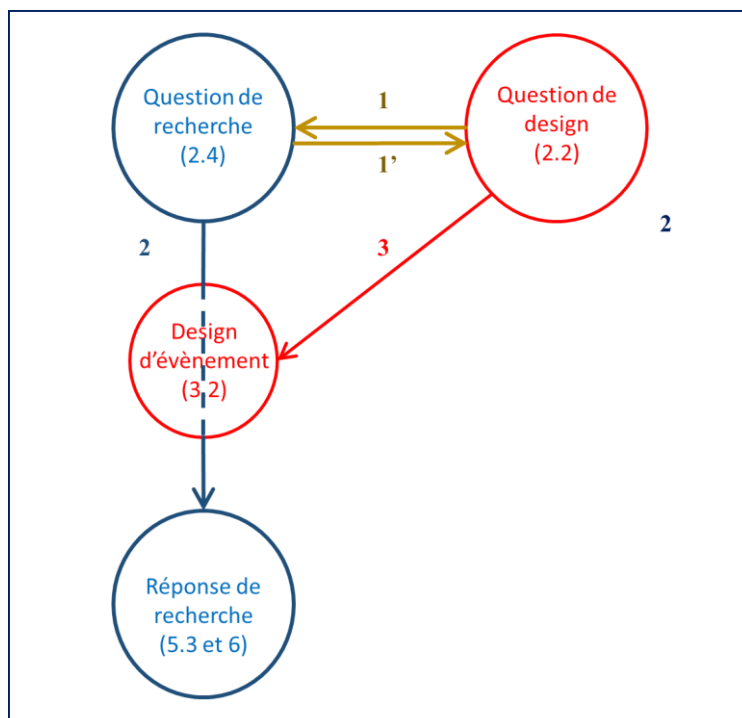 Question de
recherche
(2.4)
1
1’
Question de
design
(2.2)
2
2
3
Design
d’évènement
(3.2)
Réponse de
recherche
(5.3 et 6)